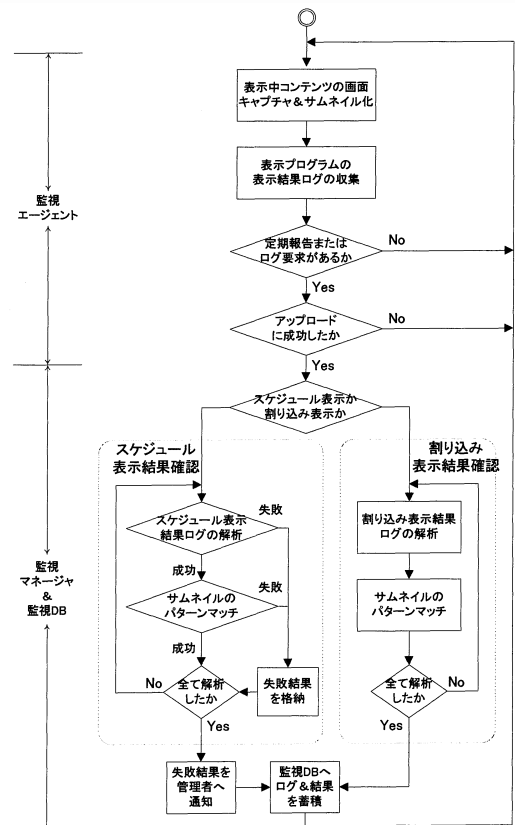 表示中コンテンツの画面
キャプチャ＆サムネイル化
表示プログラムの
表示結果ログの収集
監視
エージェント
定期報告または
ログ要求があるか
No
Yes
アップロード
に成功したか
No
Yes
スケジュール表示か
割り込み表示か
スケジュール
表示結果確認
割り込み
表示結果確認
スケジュール表示
結果ログの解析
失敗
成功
割り込み表示結果
ログの解析
監視
マネージャ
&
監視DB
サムネイルの
パターンマッチ
失敗
成功
サムネイルの
パターンマッチ
全て解析
したか
No
Yes
失敗結果
を格納
全て解析
したか
No
Yes
失敗結果を
管理者へ
通知
監視DBへ
ログ＆結果
を蓄積